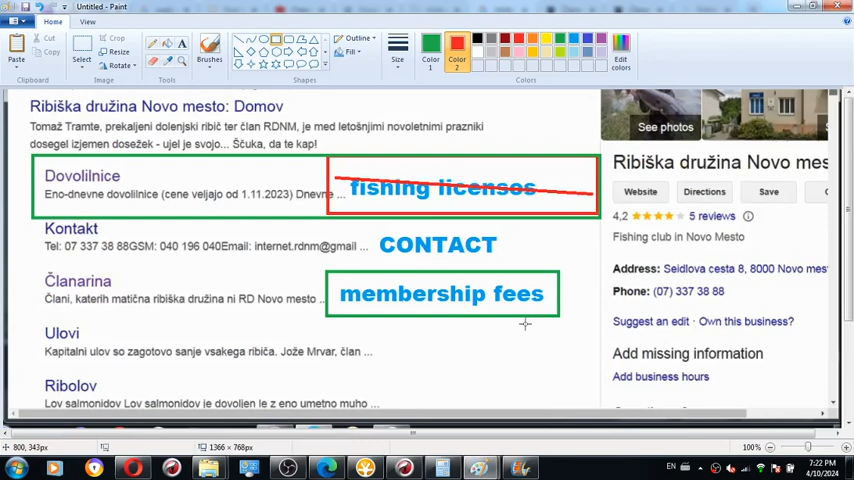 Untitled - Paint
Home
View
Paste
Cut
Copy
Clipboard
Select
Crop
Resize
Rotate
Image
Tools
Brushes
Shapes
Outline
Fill
Size
Color
1
Color
2
Colors
Edit
colors
Ribiška družina Novo mesto: Domov
Tomaž Tramte, prekaljeni dolenjski ribič ter član RDNM, je med letošnjimi novoletnimi prazniki
dosegel izjemen dosežek - ujel je svojo... Ščuka, da te kap!
Dovolilnice
Eno-dnevne dovolilnice (cene veljajo od 1.11.2023) Dnevne ...
fishing licenses
Kontakt
Tel: 07 337 38 88GSM: 040 196 040Email: internet.rdnm@gmail ...
CONTACT
Članarina
Člani, katerih matična ribiška družina ni RD Novo mesto ...
membership fees
Ulovi
Kapitalni ulov so zagotovo sanje vsakega ribiča. Jože Mrvar, član ...
Ribolov
Lov salmonidov Lov salmonidov je dovoljen le z eno umetno muho ...
See photos
Ribiška družina Novo mes
Website
Directions
Save
4,2
5 reviews
Fishing club in Novo Mesto
Address: Seidlova cesta 8, 8000 Novo mes
Phone: (07) 337 38 88
Suggest an edit · Own this business?
Add missing information
Add business hours
800, 343px
1366 × 768px
100%
EN
7:22 PM
4/10/2024